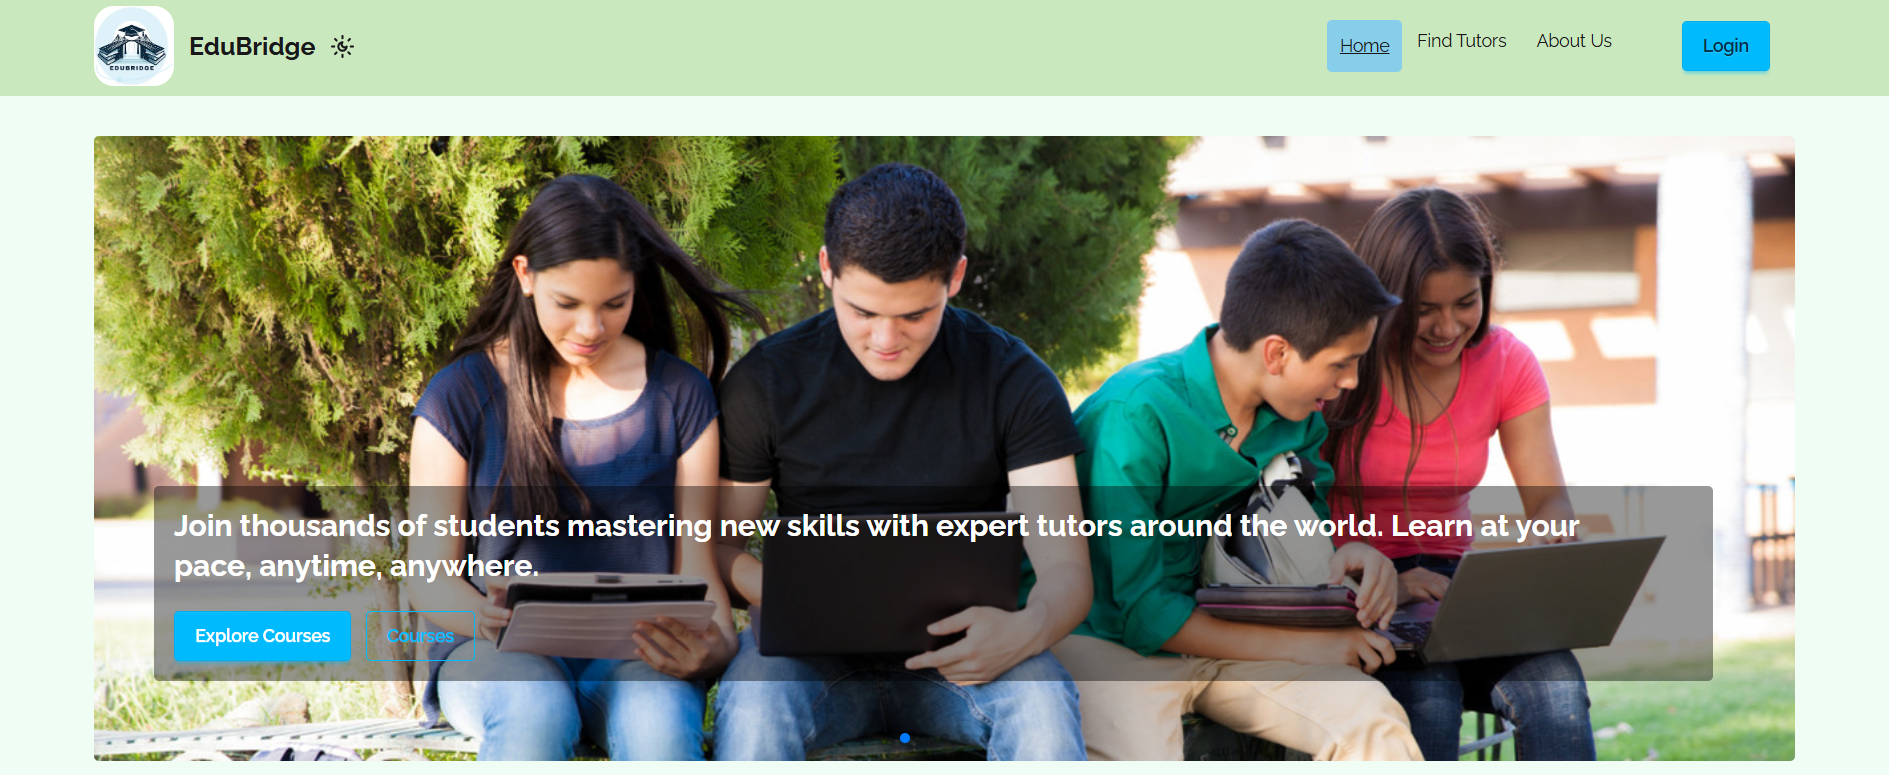 EDUBRIDGE
EduBridge
Home
Find Tutors
About Us
Login
Join thousands of students mastering new skills with expert tutors around the world. Learn at your
pace, anytime, anywhere.
Explore Courses
Courses